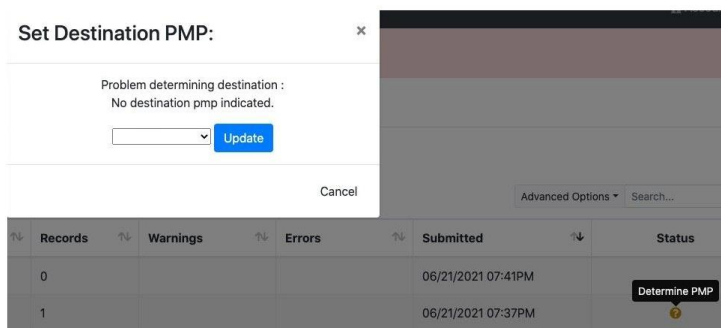 Set Destination PMP:
×
Problem determining destination :
No destination pmp indicated.
Update
Cancel
Advanced Options
Search...
Records
Warnings
Errors
Submitted
Status
0
06/21/2021 07:41PM
Determine PMP
1
06/21/2021 07:37PM
?